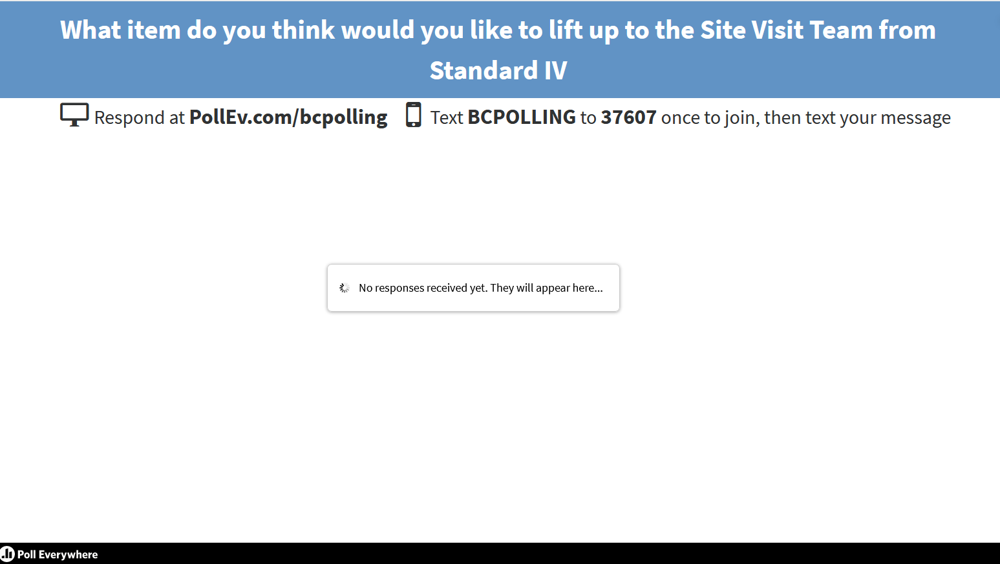 What item do you think would you like to lift up to the Site Visit Team from
Standard IV
Respond at PollEv.com/bcpolling Text BCPOLLING to 37607 once to join, then text your message
No responses received yet. They will appear here...
Poll Everywhere